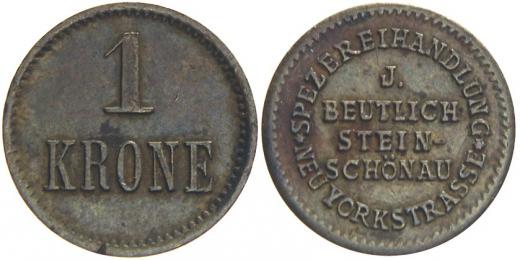 1
KRONE
SPEZEREIHANDLUNG
J.
BEUTLICH
STEIN-
SCHÖNAU
* NEUYORKSTRASSE *